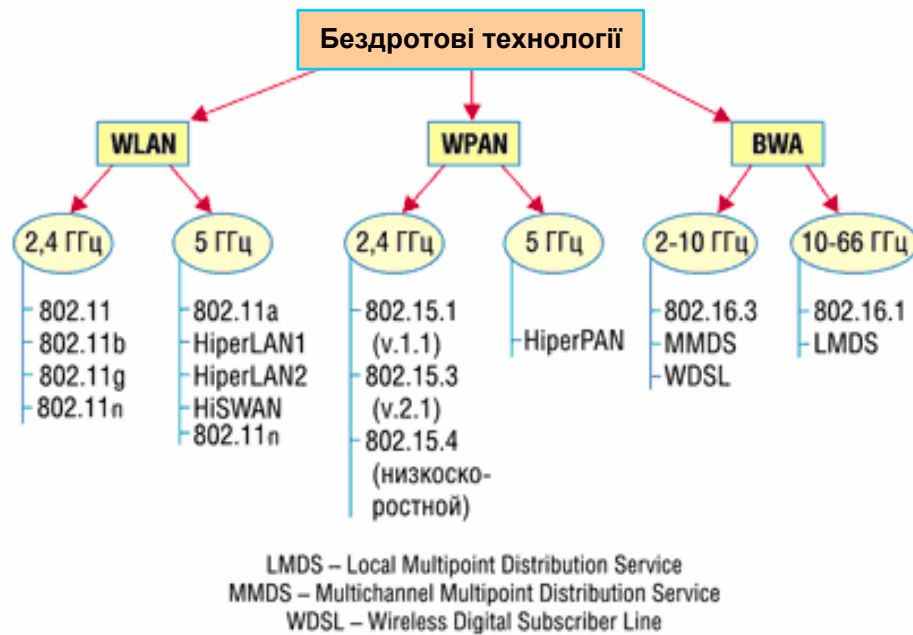 Бездротові технології
WLAN
WPAN
BWA
2,4 ГГц
5 ГГц
2,4 ГГц
5 ГГц
2-10 ГГц
10-66 ГГц
802.11
802.11b
802.11g
802.11n
802.11a
HiperLAN1
HiperLAN2
HiSWAN
802.11n
802.15.1
(v.1.1)
802.15.3
(v.2.1)
802.15.4
(низкоско-
ростной)
HiperPAN
802.16.3
MMDS
WDSL
802.16.1
LMDS
LMDS – Local Multipoint Distribution Service
MMDS – Multichannel Multipoint Distribution Service
WDSL – Wireless Digital Subscriber Line